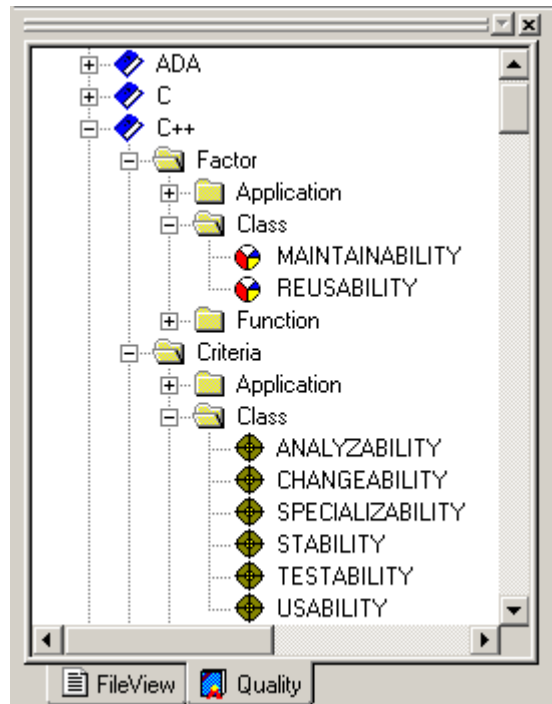 ADA
C
C++
Factor
Application
Class
MAINTAINABILITY
REUSABILITY
Function
Criteria
Application
Class
ANALYZABILITY
CHANGEABILITY
SPECIALIZABILITY
STABILITY
TESTABILITY
USABILITY
FileView Quality